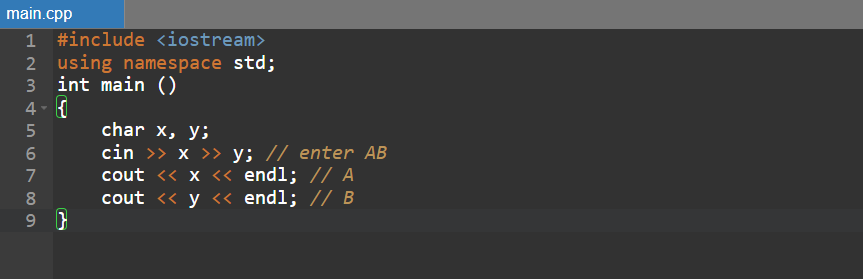 main.cpp
1 #include <iostream>
2 using namespace std;
3 int main ()
4 {
5     char x, y;
6     cin >> x >> y; // enter AB
7     cout << x << endl; // A
8     cout << y << endl; // B
9 }